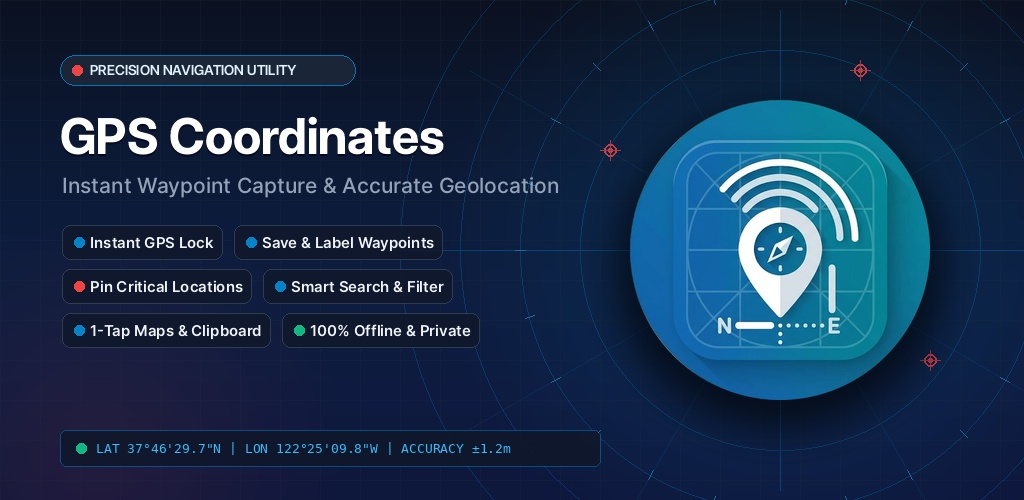 PRECISION NAVIGATION UTILITY
GPS Coordinates
Instant Waypoint Capture & Accurate Geolocation
Instant GPS Lock
Save & Label Waypoints
Pin Critical Locations
Smart Search & Filter
1-Tap Maps & Clipboard
100% Offline & Private
N E
LAT 37°46'29.7"N | LON 122°25'09.8"W | ACCURACY ±1.2m